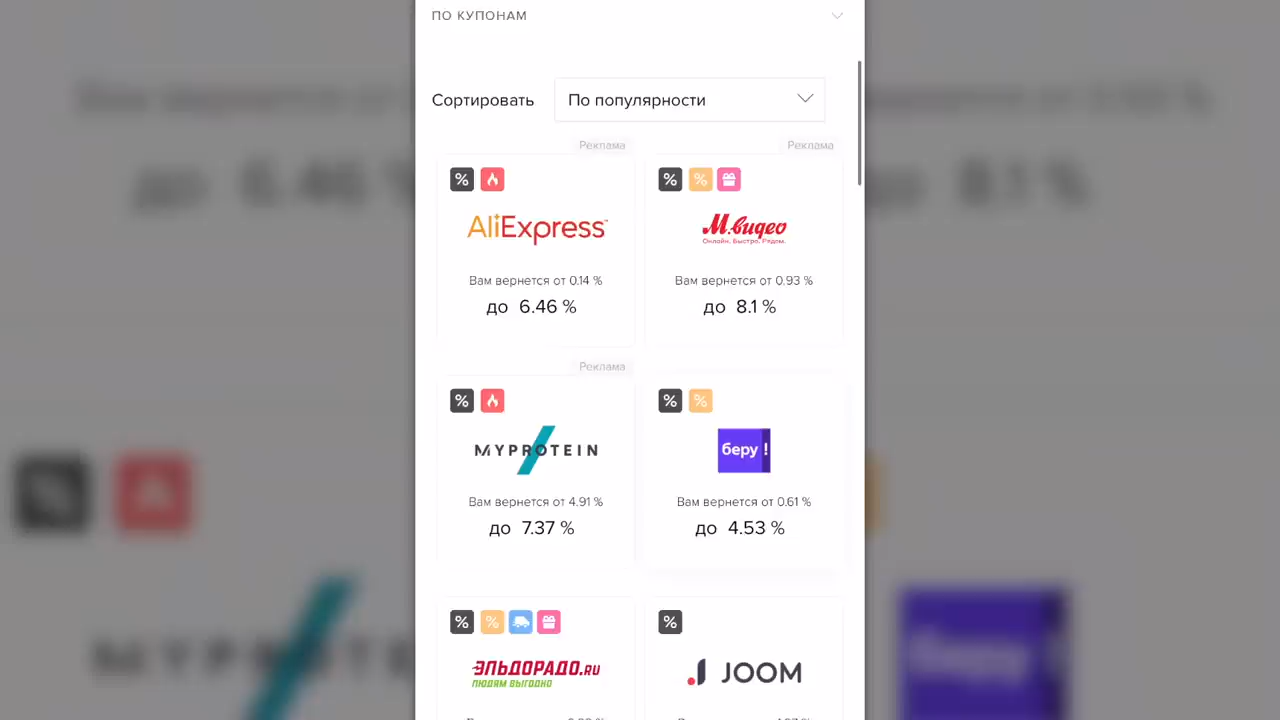 ПО КУПОНАМ
Сортировать По популярности
Реклама Реклама
% %  %
AliExpress™ М.видео
Онлайн. Быстро. Рядом.
Вам вернется от 0.14 % Вам вернется от 0.93 %
до 6.46 % до 8.1 %
Реклама
% % %
MYPROTEIN беру !
Вам вернется от 4.91 % Вам вернется от 0.61 %
до 7.37 % до 4.53 %
% % %
ЭЛЬДОРАДО.RU JOOM
ЛЮДЯМ ВЫГОДНО